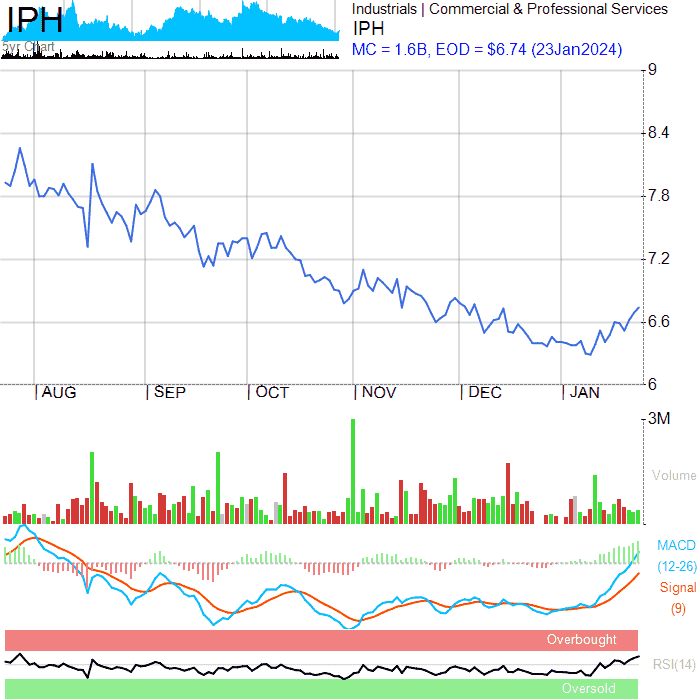 IPH
5yr Chart
Industrials | Commercial & Professional Services
IPH
MC = 1.6B, EOD = $6.74 (23Jan2024)
9
8.4
7.8
7.2
6.6
6
| AUG | SEP | OCT | NOV | DEC | JAN
3M
Volume
MACD
(12-26)
Signal
(9)
Overbought
RSI(14)
Oversold